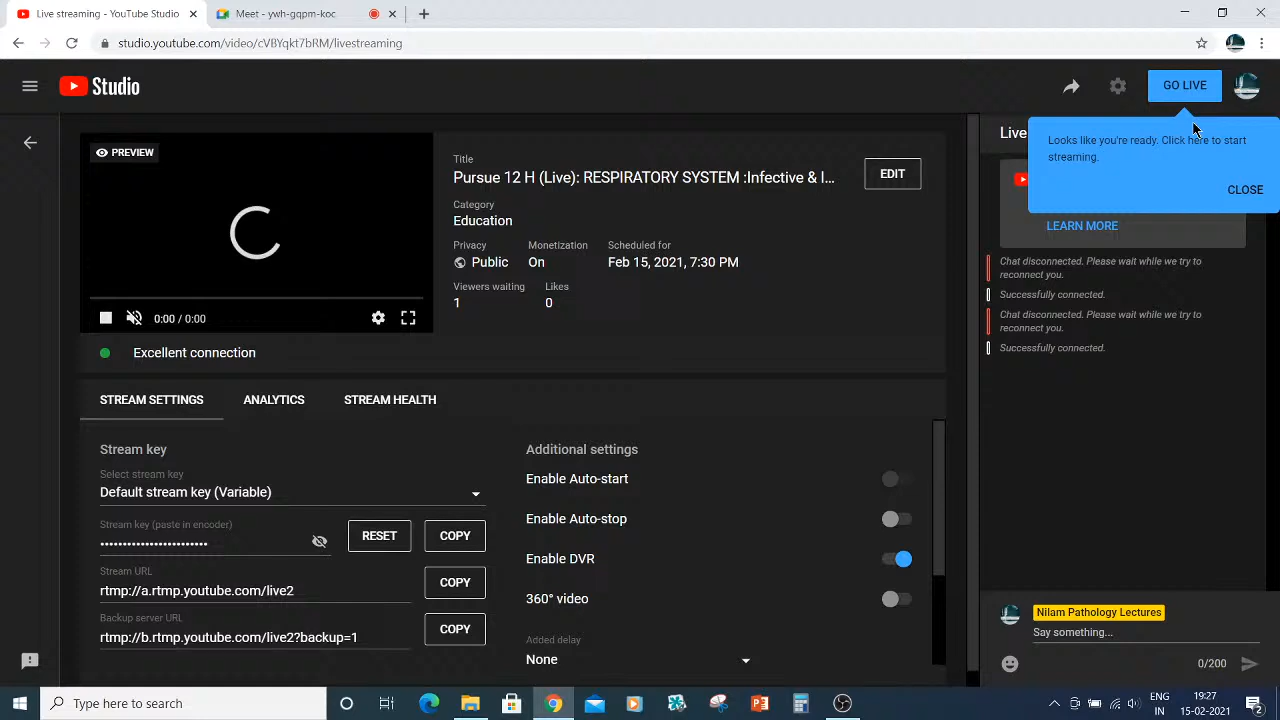 Live streaming - YouTube Studio
Meet - ywh-gqpm-koc
studio.youtube.com/video/cVBYqkt7bRM/livestreaming
Studio
GO LIVE
Looks like you're ready. Click here to start
streaming.
CLOSE
Live
LEARN MORE
PREVIEW
0:00 / 0:00
Excellent connection
Title
Pursue 12 H (Live): RESPIRATORY SYSTEM :Infective & I...
EDIT
Category
Education
Privacy
Monetization
Scheduled for
Public
On
Feb 15, 2021, 7:30 PM
Viewers waiting
Likes
1
0
Chat disconnected. Please wait while we try to
reconnect you.
Successfully connected.
Chat disconnected. Please wait while we try to
reconnect you.
Successfully connected.
STREAM SETTINGS
ANALYTICS
STREAM HEALTH
Stream key
Select stream key
Default stream key (Variable)
Stream key (paste in encoder)
RESET
COPY
Stream URL
rtmp://a.rtmp.youtube.com/live2
COPY
Backup server URL
rtmp://b.rtmp.youtube.com/live2?backup=1
COPY
Additional settings
Enable Auto-start
Enable Auto-stop
Enable DVR
360° video
Added delay
None
Nilam Pathology Lectures
Say something...
0/200
Type here to search
ENG
IN
19:27
15-02-2021
2